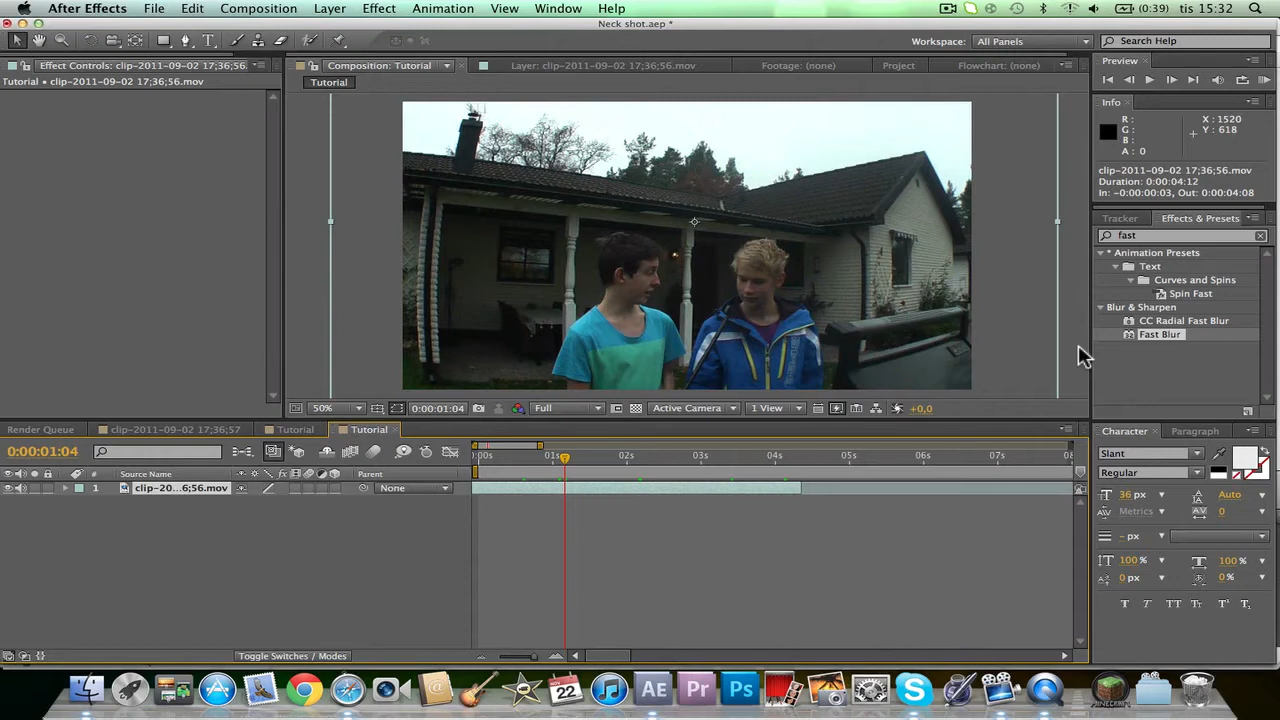 After Effects File Edit Composition Layer Effect Animation View Window Help (0:39) tis 15:32
Neck shot.aep *
Workspace: All Panels Search Help
Effect Controls: clip-2011-09-02 17;36;56. Composition: Tutorial Layer: clip-2011-09-02 17;36;56.mov Footage: (none) Project Flowchart: (none) Preview
Tutorial • clip-2011-09-02 17;36;56.mov
Tutorial
Info
R: X : 1520
G: Y : 618
B:
A: 0
clip-2011-09-02 17;36;56.mov
Duration: 0:00:04:12
In: -0:00:00:03, Out: 0:00:04:08
Tracker Effects & Presets
fast
* Animation Presets
Text
Curves and Spins
Spin Fast
Blur & Sharpen
CC Radial Fast Blur
Fast Blur
50% 0:00:01:04 Full Active Camera 1 View +0,0
Render Queue clip-2011-09-02 17;36;57 Tutorial Tutorial
Character Paragraph
0:00:01:04
:00s 01s 02s 03s 04s 05s 06s 07s 08
Slant
Regular
# Source Name Parent
1 clip-20...6;56.mov None
36 px Auto
Metrics 0
- px
100% 100%
0 px 0%
T T TT Tт T¹ T₁
Toggle Switches / Modes
22
AE Pr Ps
MINECRAFT